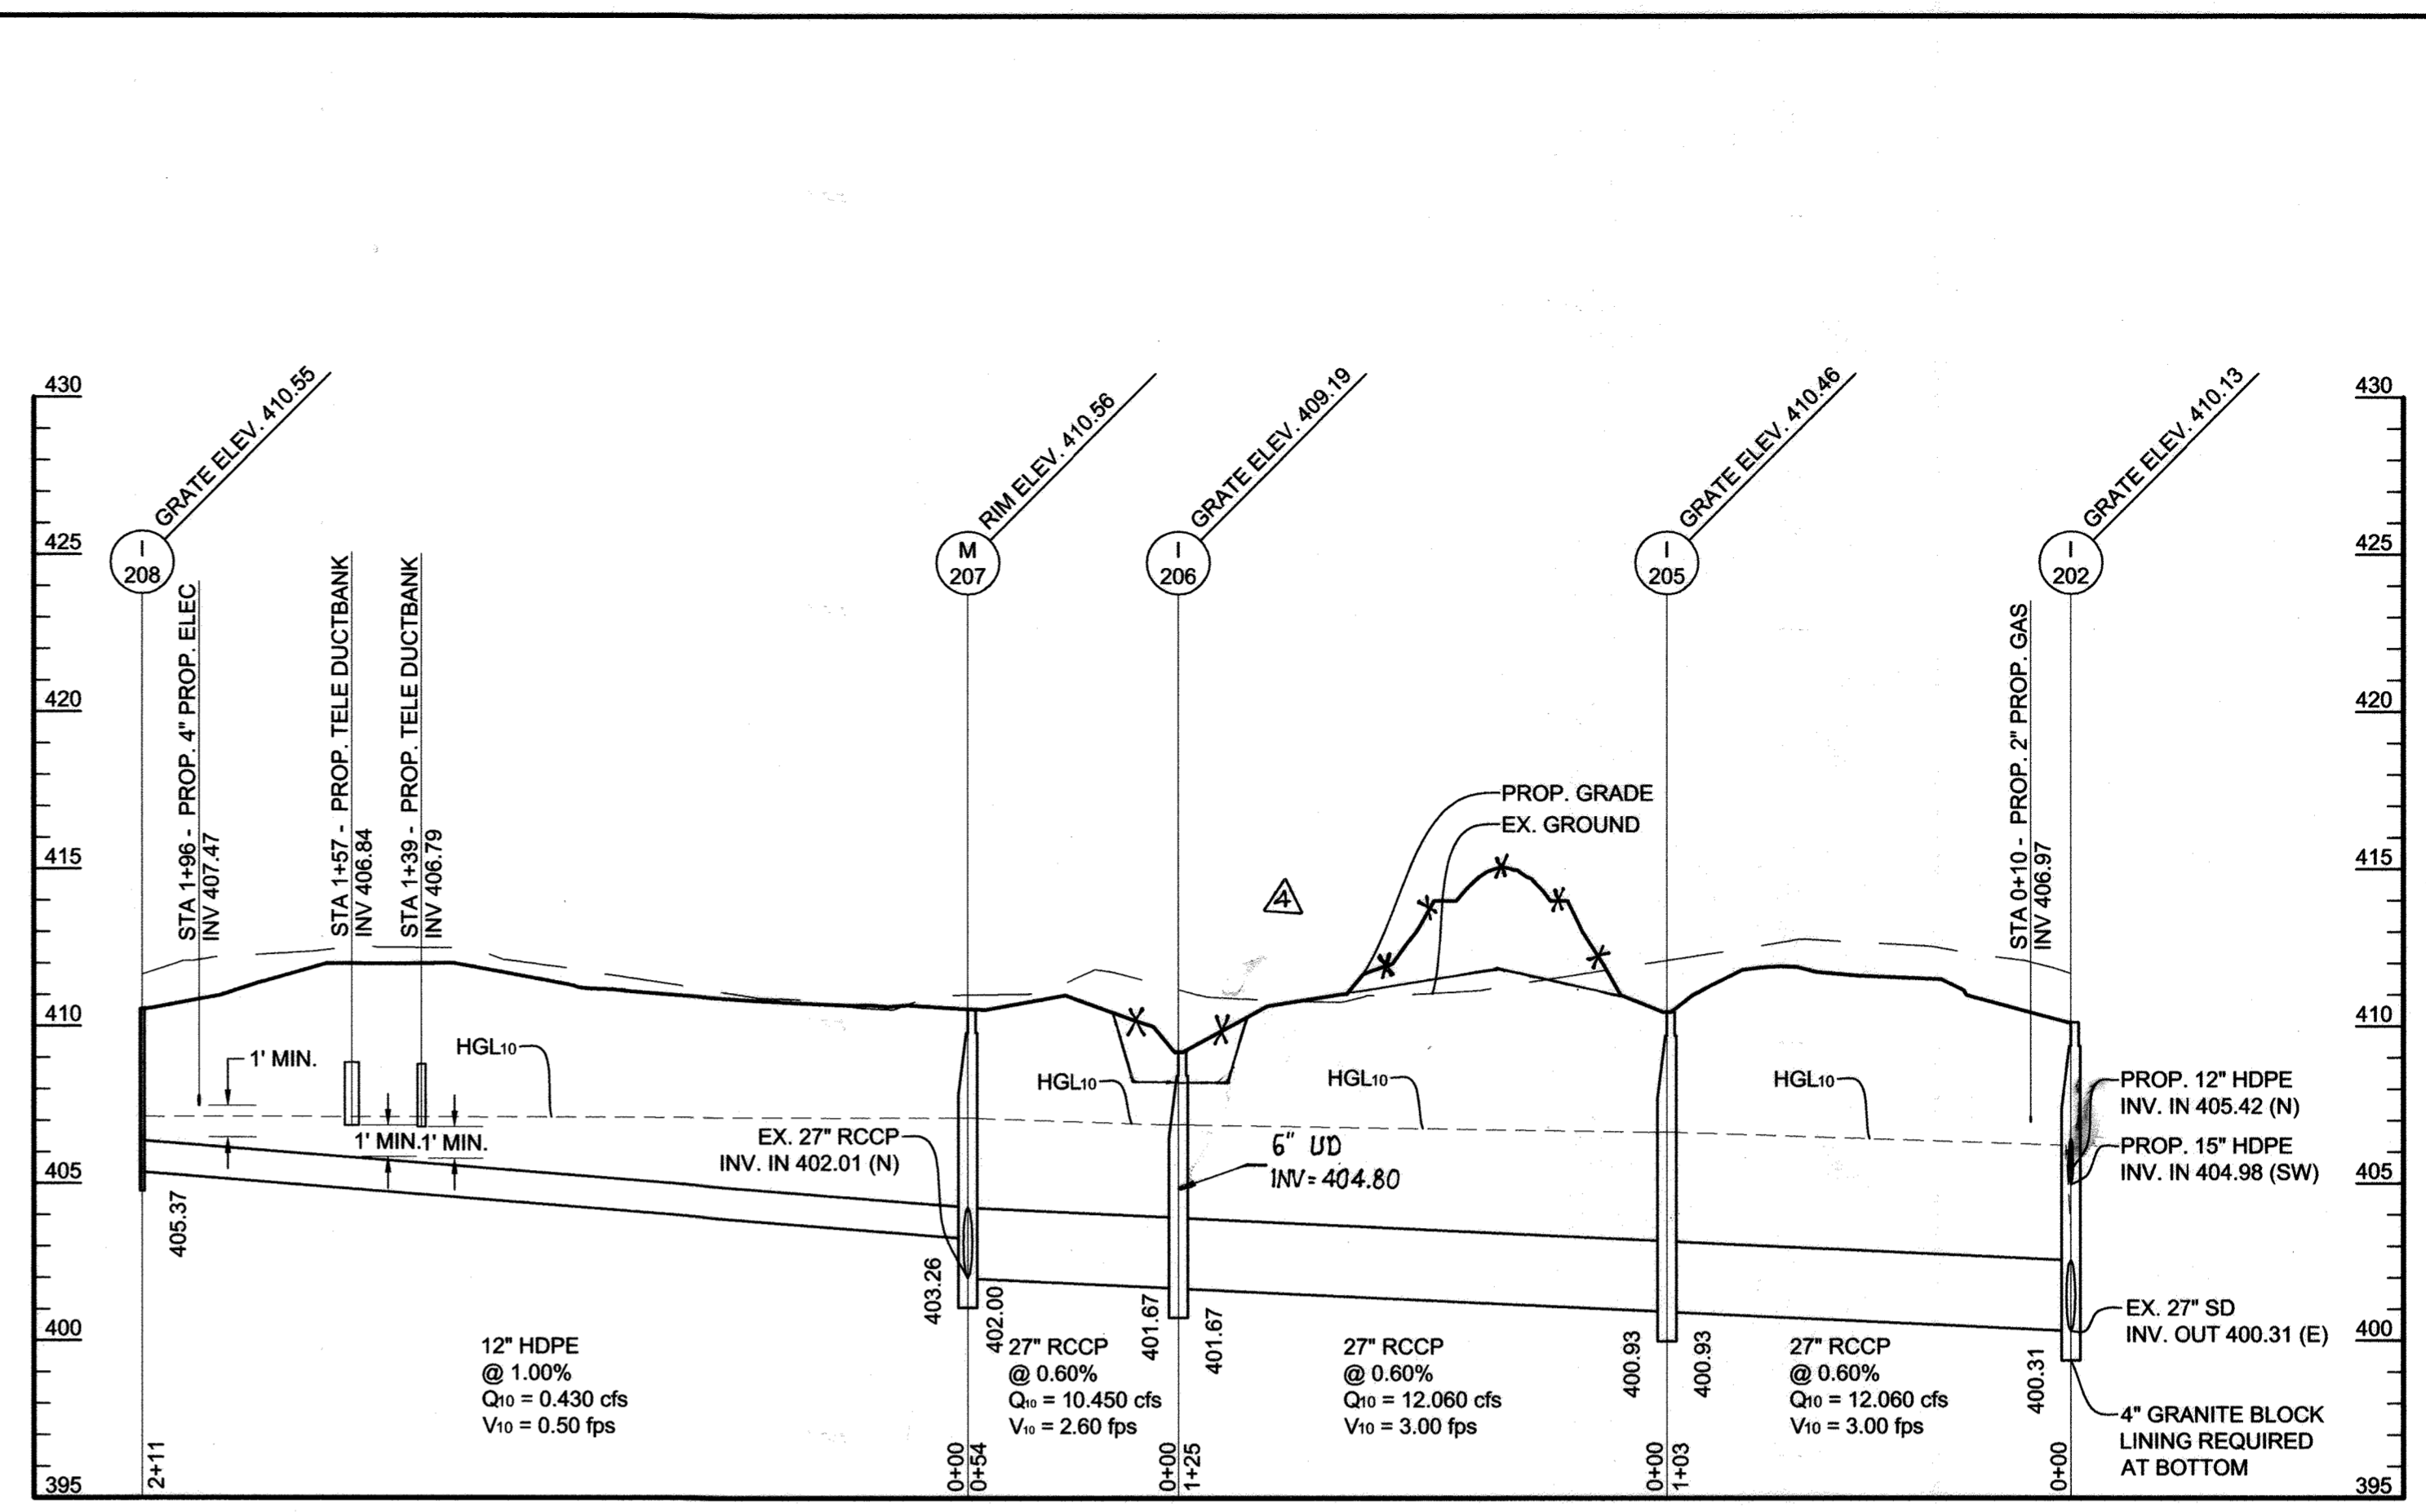 GRATE ELEV. 410.55
RIM ELEV. 410.56
GRATE ELEV. 409.19
GRATE ELEV. 410.46
GRATE ELEV. 410.13
430
425
420
415
410
405
400
395
430
425
420
415
410
405
400
395
I
208
M
207
I
206
I
205
I
202
STA 1+96 - PROP. 4" PROP. ELEC
INV 407.47
STA 1+57 - PROP. TELE DUCTBANK
INV 406.84
STA 1+39 - PROP. TELE DUCTBANK
INV 406.79
STA 0+10 - PROP. 2" PROP. GAS
INV 406.97
PROP. GRADE
EX. GROUND
4
1' MIN.
HGL10
1' MIN.
1' MIN.
HGL10
HGL10
HGL10
EX. 27" RCCP
INV. IN 402.01 (N)
6" UD
INV = 404.80
PROP. 12" HDPE
INV. IN 405.42 (N)
PROP. 15" HDPE
INV. IN 404.98 (SW)
EX. 27" SD
INV. OUT 400.31 (E)
4" GRANITE BLOCK
LINING REQUIRED
AT BOTTOM
405.37
403.26
402.00
401.67
401.67
400.93
400.93
400.31
12" HDPE
@ 1.00%
Q10 = 0.430 cfs
V10 = 0.50 fps
27" RCCP
@ 0.60%
Q10 = 10.450 cfs
V10 = 2.60 fps
27" RCCP
@ 0.60%
Q10 = 12.060 cfs
V10 = 3.00 fps
27" RCCP
@ 0.60%
Q10 = 12.060 cfs
V10 = 3.00 fps
2+11
0+00
0+54
0+00
1+25
0+00
1+03
0+00